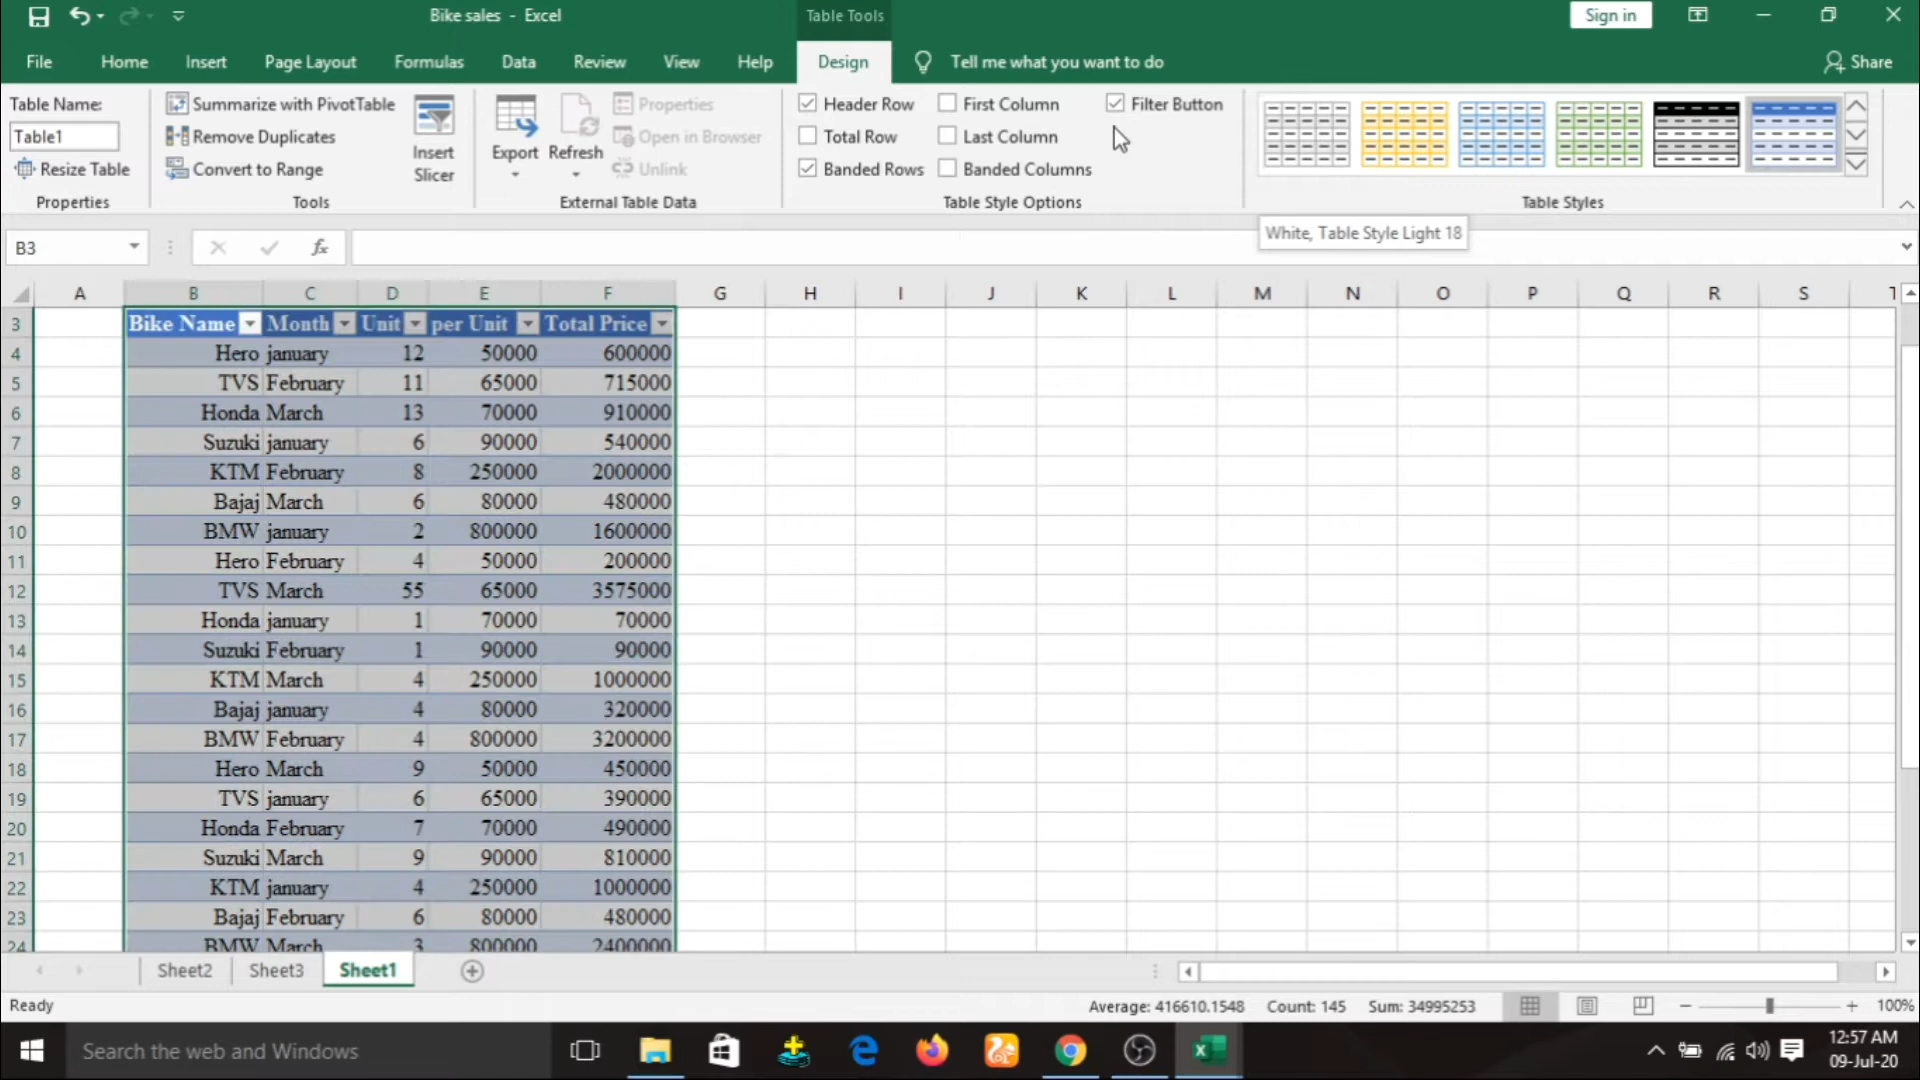 Bike sales - Excel
Table Tools
Sign in
File Home Insert Page Layout Formulas Data Review View Help Design Tell me what you want to do Share
Table Name:
Table1
Resize Table
Properties
Summarize with PivotTable
Remove Duplicates
Convert to Range
Tools
Insert
Slicer
Export
Refresh
Properties
Open in Browser
Unlink
External Table Data
Header Row First Column Filter Button
Total Row Last Column
Banded Rows Banded Columns
Table Style Options
Table Styles
White, Table Style Light 18
B3
fx
A B C D E F G H I J K L M N O P Q R S
3 Bike Name Month Unit per Unit Total Price
4 Hero january 12 50000 600000
5 TVS February 11 65000 715000
6 Honda March 13 70000 910000
7 Suzuki january 6 90000 540000
8 KTM February 8 250000 2000000
9 Bajaj March 6 80000 480000
10 BMW january 2 800000 1600000
11 Hero February 4 50000 200000
12 TVS March 55 65000 3575000
13 Honda january 1 70000 70000
14 Suzuki February 1 90000 90000
15 KTM March 4 250000 1000000
16 Bajaj january 4 80000 320000
17 BMW February 4 800000 3200000
18 Hero March 9 50000 450000
19 TVS january 6 65000 390000
20 Honda February 7 70000 490000
21 Suzuki March 9 90000 810000
22 KTM january 4 250000 1000000
23 Bajaj February 6 80000 480000
24 BMW March 3 800000 2400000
Sheet2 Sheet3 Sheet1
Ready
Average: 416610.1548 Count: 145 Sum: 34995253
100%
Search the web and Windows
12:57 AM
09-Jul-20